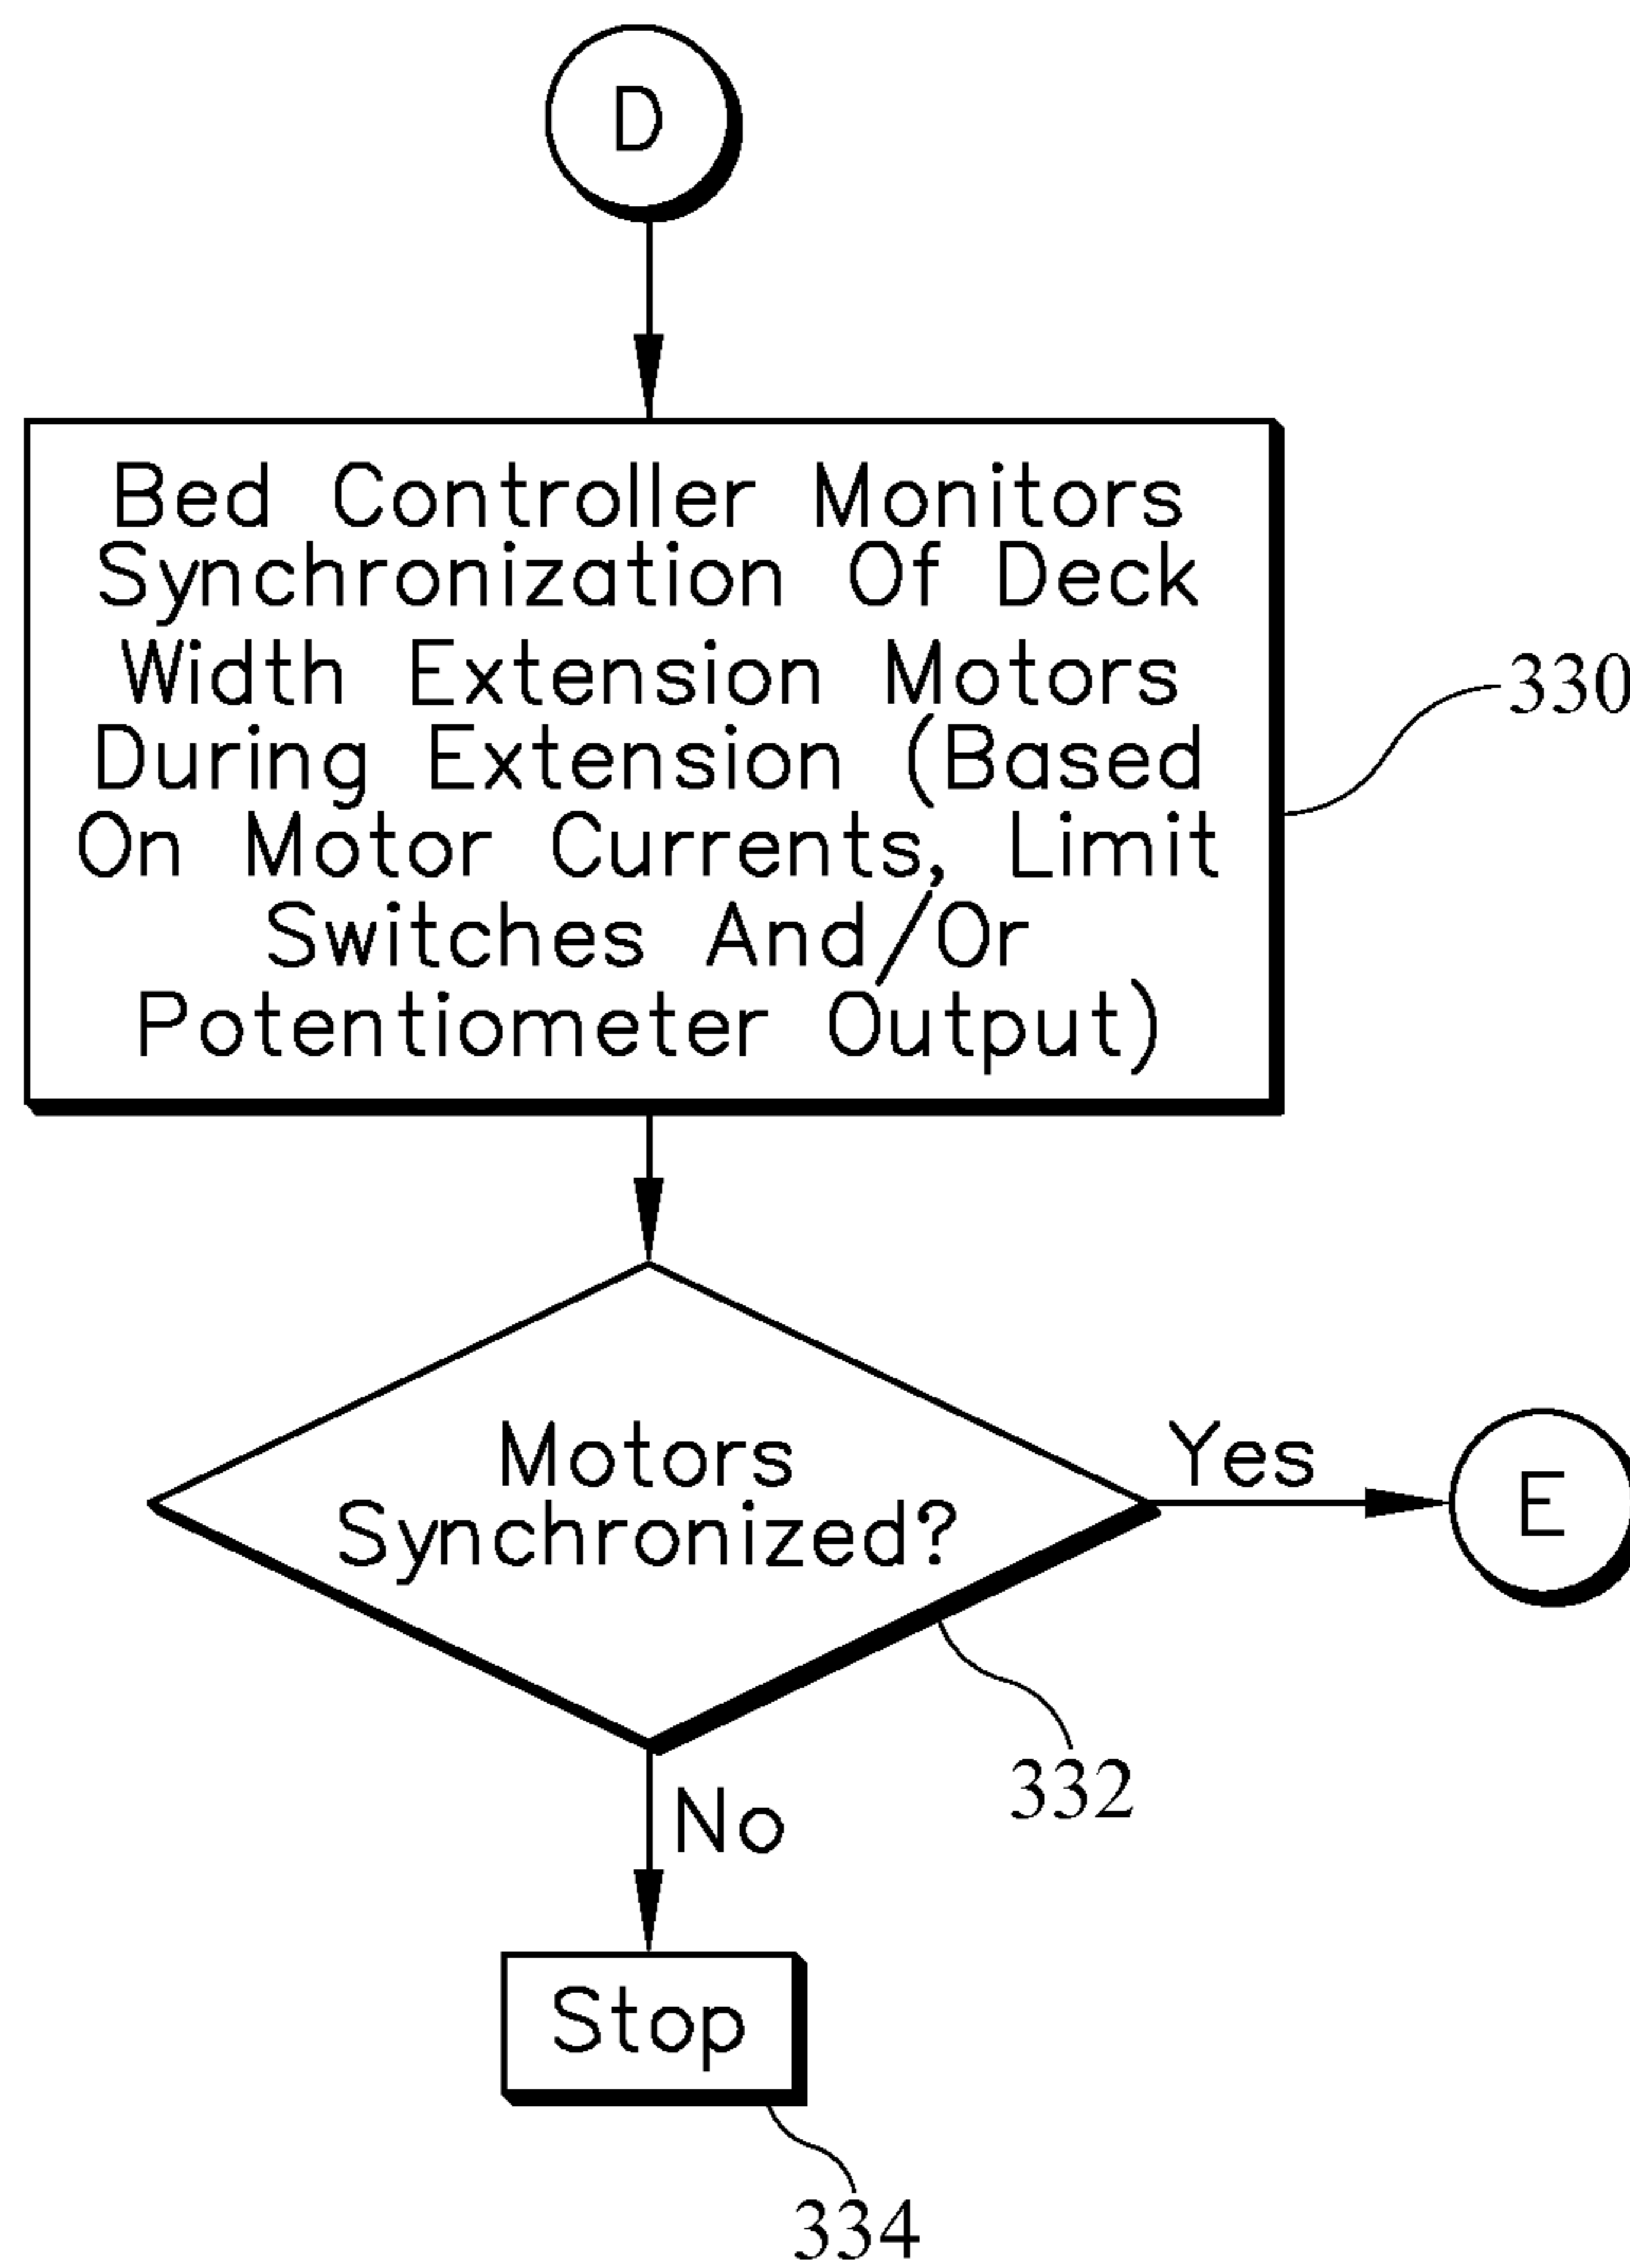 D
Bed Controller Monitors
Synchronization Of Deck
Width Extension Motors
During Extension (Based
On Motor Currents, Limit
Switches And/Or
Potentiometer Output)
330
Motors
Synchronized?
Yes
E
332
No
Stop
334